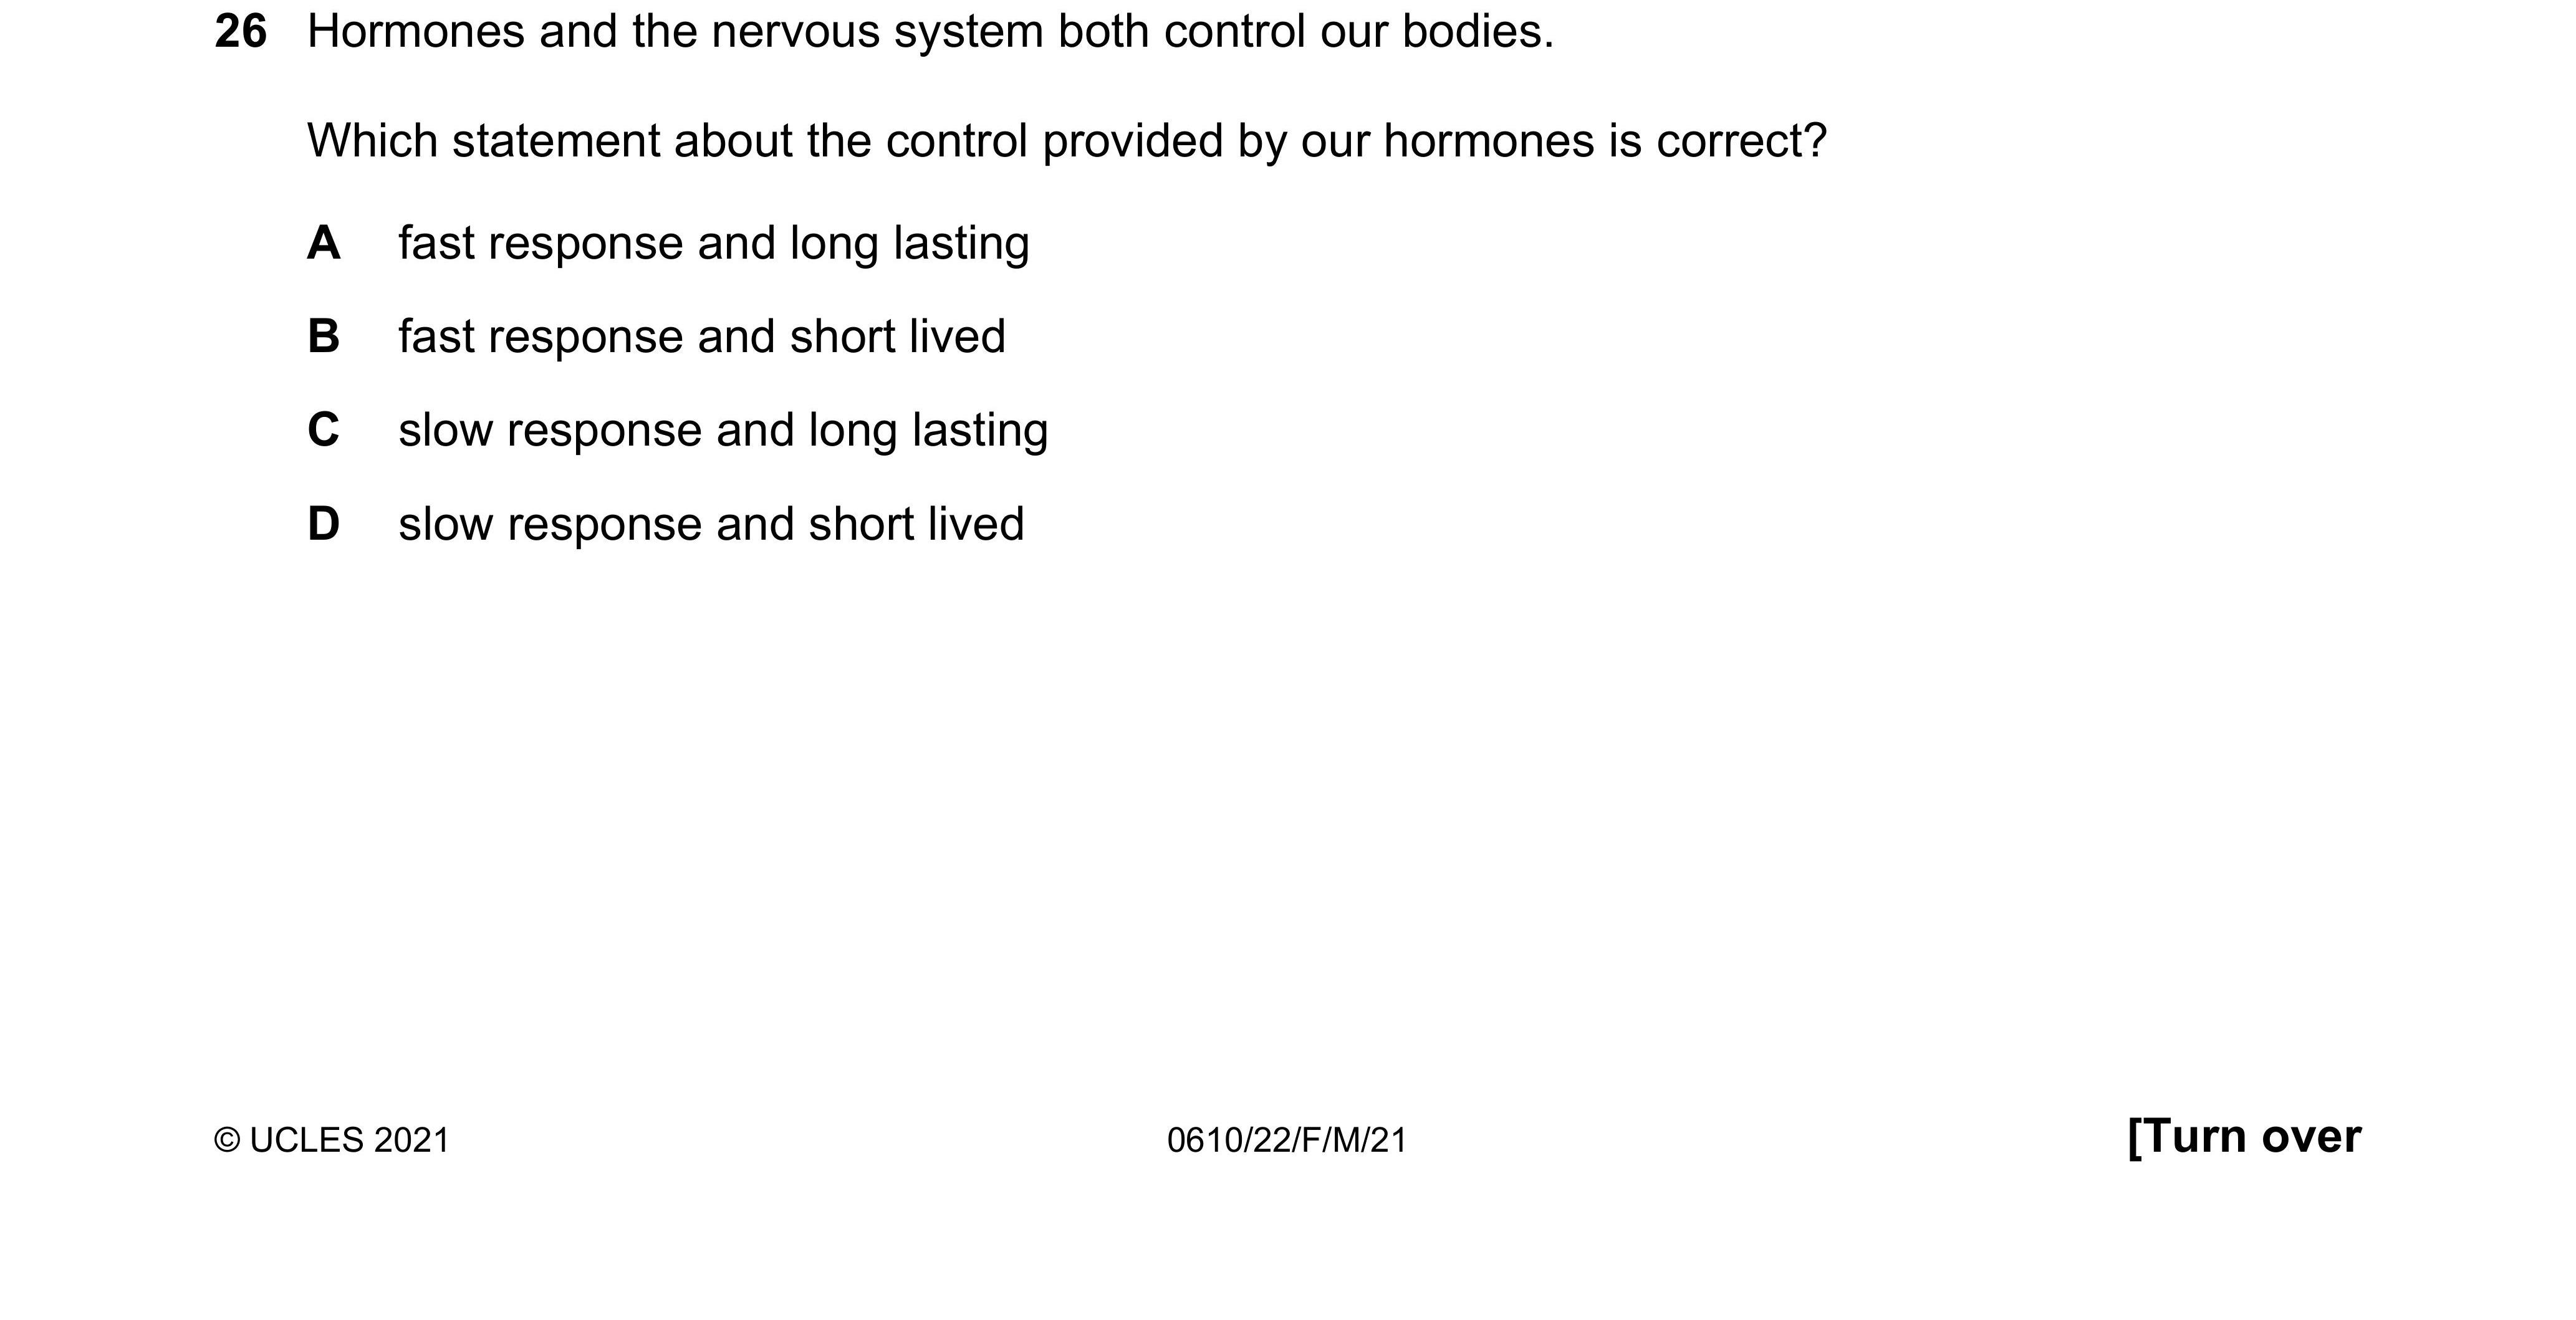 26 Hormones and the nervous system both control our bodies.
Which statement about the control provided by our hormones is correct?
A fast response and long lasting
B fast response and short lived
C slow response and long lasting
D slow response and short lived
© UCLES 2021 0610/22/F/M/21 [Turn over